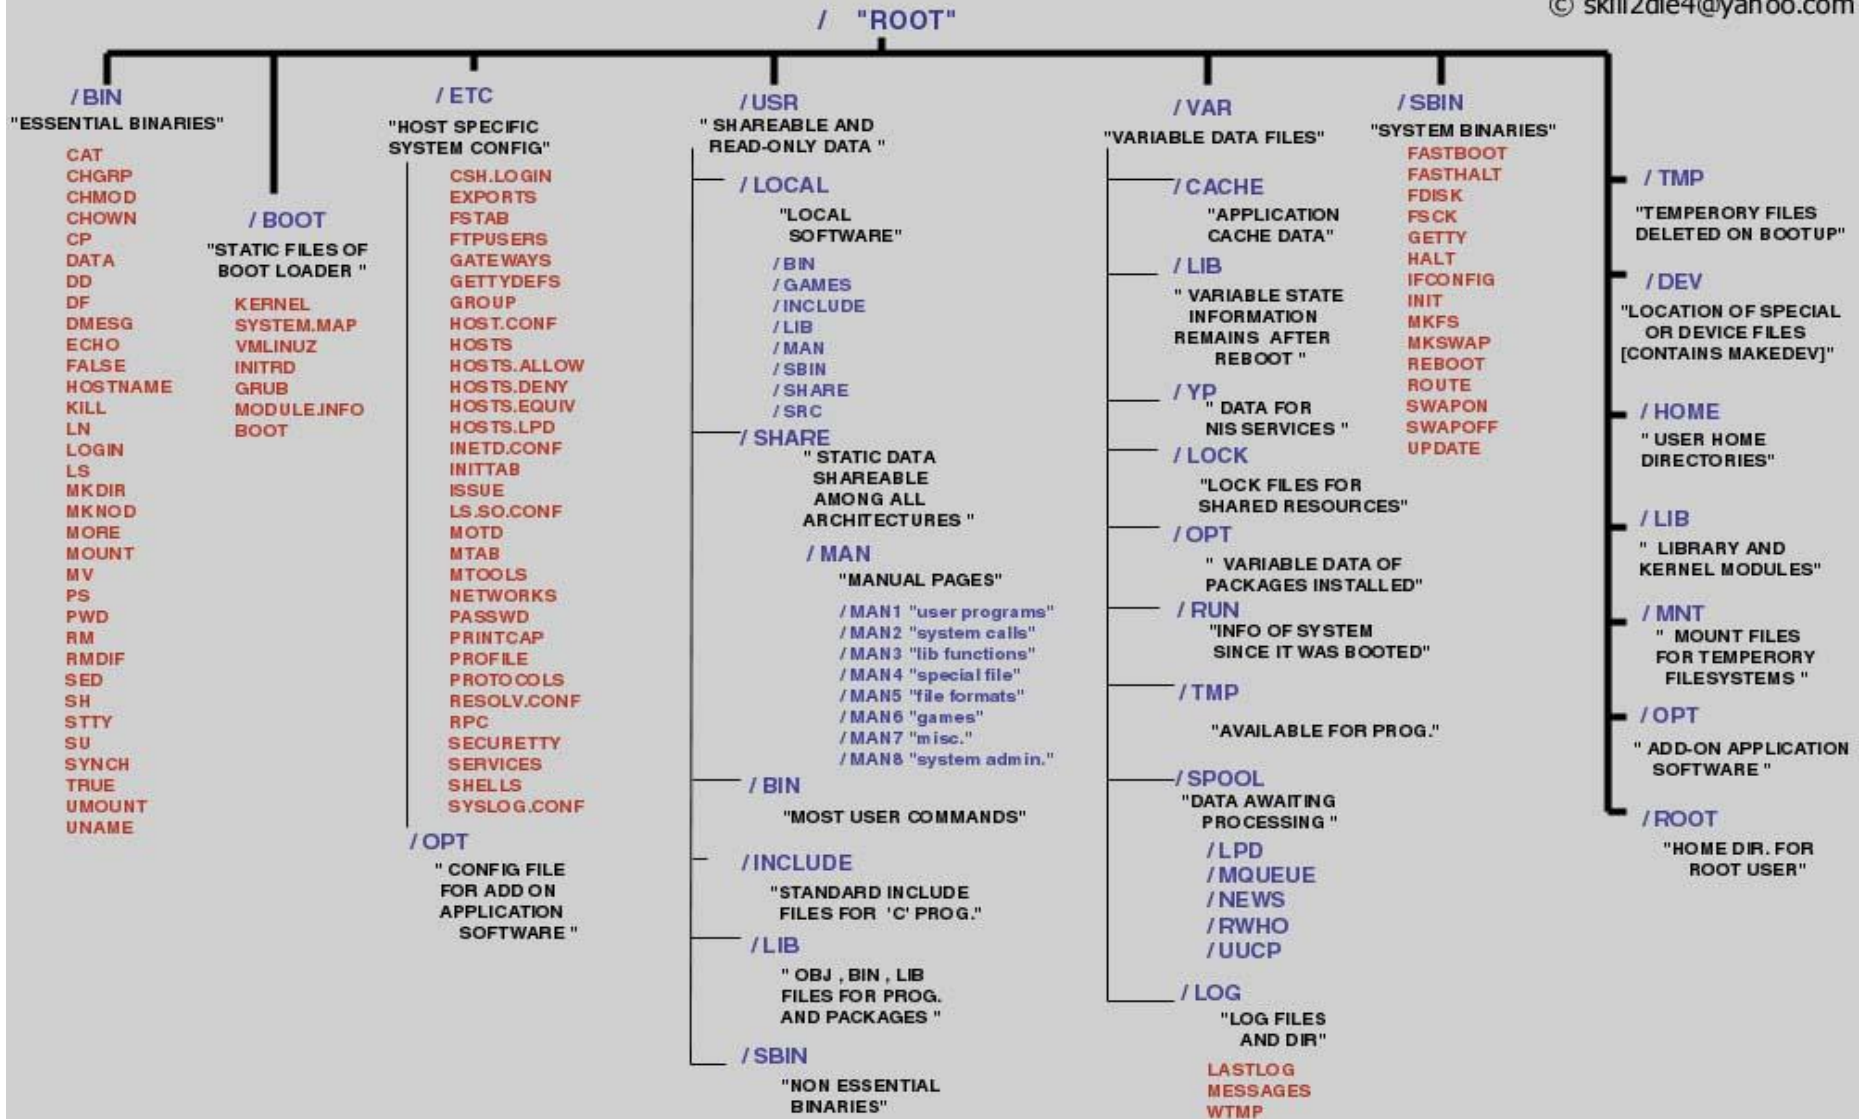 © skill2die4@yahoo.com
/ "ROOT"
/ BIN
"ESSENTIAL BINARIES"
CAT
CHGRP
CHMOD
CHOWN
CP
DATA
DD
DF
DMESG
ECHO
FALSE
HOSTNAME
KILL
LN
LOGIN
LS
MKDIR
MKNOD
MORE
MOUNT
MV
PS
PWD
RM
RMDIF
SED
SH
STTY
SU
SYNCH
TRUE
UMOUNT
UNAME
/ BOOT
"STATIC FILES OF
BOOT LOADER "
KERNEL
SYSTEM.MAP
VMLINUZ
INITRD
GRUB
MODULE.INFO
BOOT
/ ETC
"HOST SPECIFIC
SYSTEM CONFIG"
CSH.LOGIN
EXPORTS
FSTAB
FTPUSERS
GATEWAYS
GETTYDEFS
GROUP
HOST.CONF
HOSTS
HOSTS.ALLOW
HOSTS.DENY
HOSTS.EQUIV
HOSTS.LPD
INETD.CONF
INITTAB
ISSUE
LS.SO.CONF
MOTD
MTAB
MTOOLS
NETWORKS
PASSWD
PRINTCAP
PROFILE
PROTOCOLS
RESOLV.CONF
RPC
SECURETTY
SERVICES
SHELLS
SYSLOG.CONF
/ OPT
" CONFIG FILE
FOR ADD ON
APPLICATION
SOFTWARE "
/ USR
" SHAREABLE AND
READ-ONLY DATA "
/ LOCAL
"LOCAL
SOFTWARE"
/ BIN
/ GAMES
/ INCLUDE
/ LIB
/ MAN
/ SBIN
/ SHARE
/ SRC
/ SHARE
" STATIC DATA
SHAREABLE
AMONG ALL
ARCHITECTURES "
/ MAN
"MANUAL PAGES"
/ MAN1 "user programs"
/ MAN2 "system calls"
/ MAN3 "lib functions"
/ MAN4 "special file"
/ MAN5 "file formats"
/ MAN6 "games"
/ MAN7 "misc."
/ MAN8 "system admin."
/ BIN
"MOST USER COMMANDS"
/ INCLUDE
"STANDARD INCLUDE
FILES FOR 'C' PROG."
/ LIB
" OBJ , BIN , LIB
FILES FOR PROG.
AND PACKAGES "
/ SBIN
"NON ESSENTIAL
BINARIES"
/ VAR
"VARIABLE DATA FILES"
/ CACHE
"APPLICATION
CACHE DATA"
/ LIB
" VARIABLE STATE
INFORMATION
REMAINS AFTER
REBOOT "
/ YP
" DATA FOR
NIS SERVICES "
/ LOCK
"LOCK FILES FOR
SHARED RESOURCES"
/ OPT
" VARIABLE DATA OF
PACKAGES INSTALLED"
/ RUN
"INFO OF SYSTEM
SINCE IT WAS BOOTED"
/ TMP
"AVAILABLE FOR PROG."
/ SPOOL
"DATA AWAITING
PROCESSING "
/ LPD
/ MQUEUE
/ NEWS
/ RWHO
/ UUCP
/ LOG
"LOG FILES
AND DIR"
LASTLOG
MESSAGES
WTMP
/ SBIN
"SYSTEM BINARIES"
FASTBOOT
FASTHALT
FDISK
FSCK
GETTY
HALT
IFCONFIG
INIT
MKFS
MKSWAP
REBOOT
ROUTE
SWAPON
SWAPOFF
UPDATE
/ TMP
"TEMPERORY FILES
DELETED ON BOOTUP"
/ DEV
"LOCATION OF SPECIAL
OR DEVICE FILES
[CONTAINS MAKEDEV]"
/ HOME
" USER HOME
DIRECTORIES"
/ LIB
" LIBRARY AND
KERNEL MODULES"
/ MNT
" MOUNT FILES
FOR TEMPERORY
FILESYSTEMS "
/ OPT
" ADD-ON APPLICATION
SOFTWARE "
/ ROOT
"HOME DIR. FOR
ROOT USER"